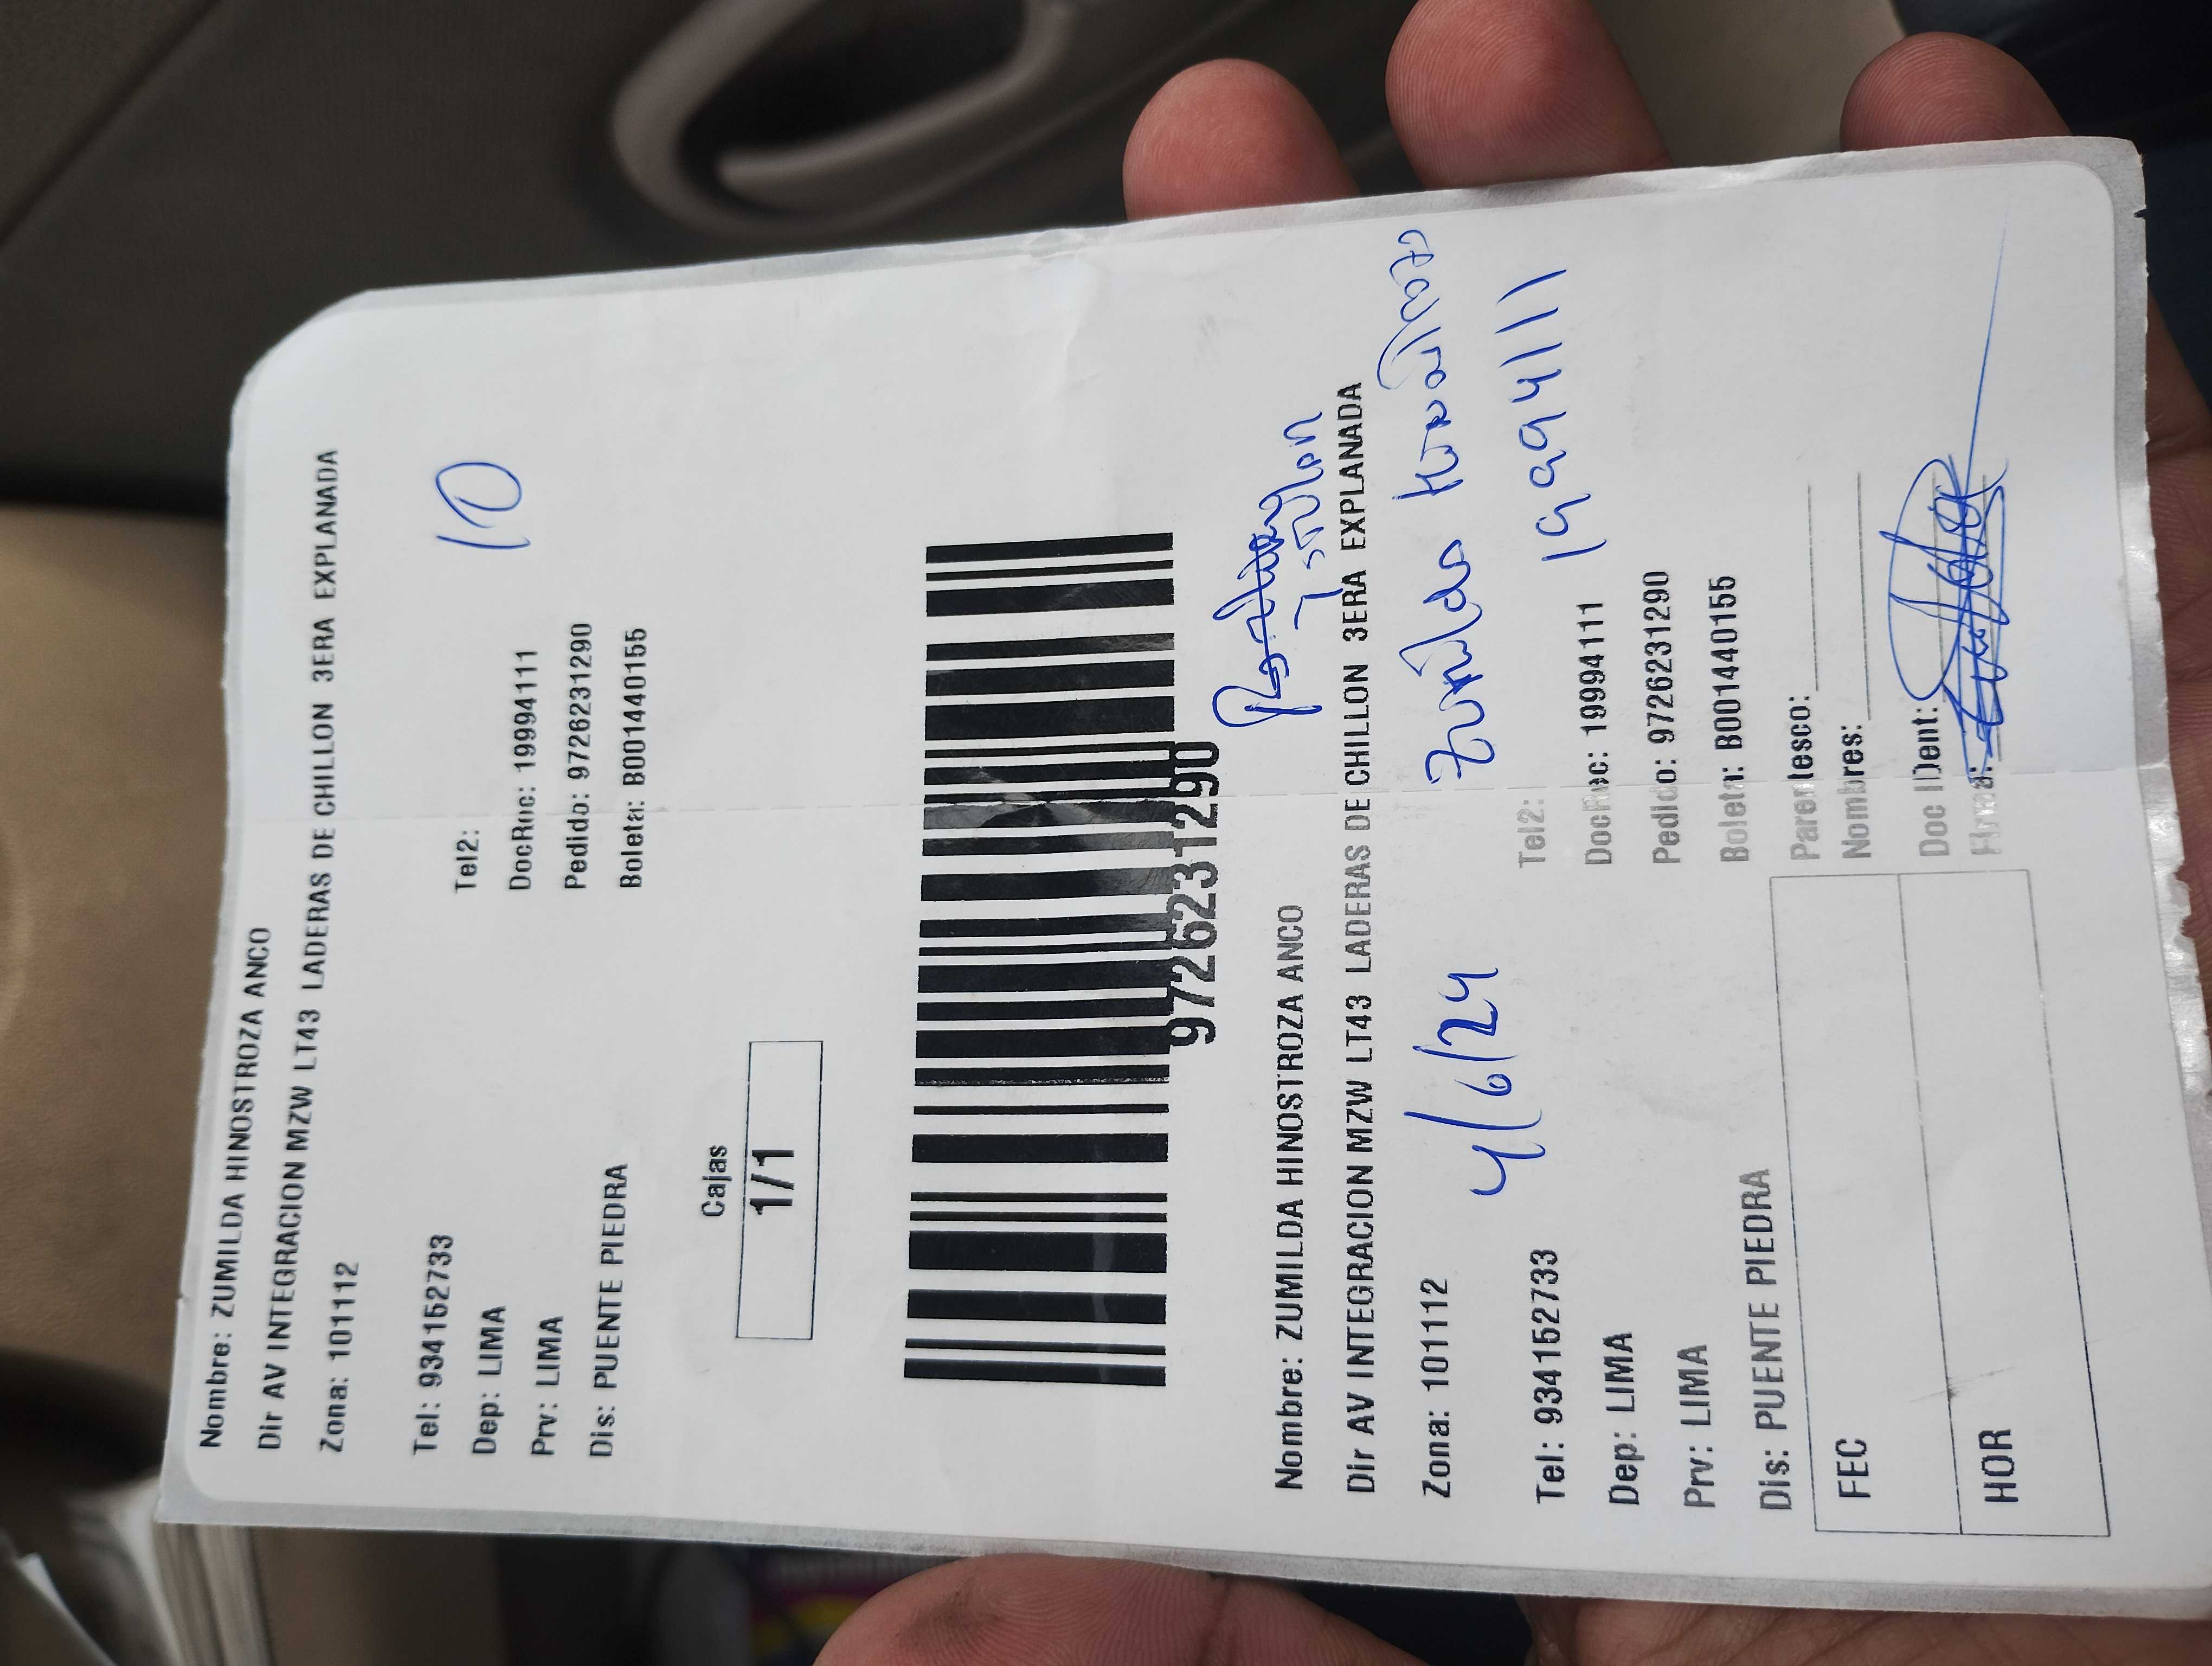 Nombre: ZUMILDA HINOSTROZA ANCO
Dir AV INTEGRACION MZW LT43 LADERAS DE CHILLON 3ERA EXPLANADA
Zona: 101112
Tel: 934152733 Tel2:
10
Dep: LIMA DocRuc: 19994111
Prv: LIMA Pedido: 97262312​90
Dis: PUENTE PIEDRA Boleta: B001440155
Cajas
1/1
9726231290
Nombre: ZUMILDA HINOSTROZA ANCO
Dir AV INTEGRACION MZW LT43 LADERAS DE CHILLON 3ERA EXPLANADA
Zona: 101112 4/6/24 Zumilda Hinostroza
19994111
Tel: 934152733 Tel2:
Dep: LIMA DocRuc: 19994111
Prv: LIMA Pedido: 9726231290
Dis: PUENTE PIEDRA Boleta: B001440155
Parentesco:
FEC Nombres:
Doc IDent:
HOR